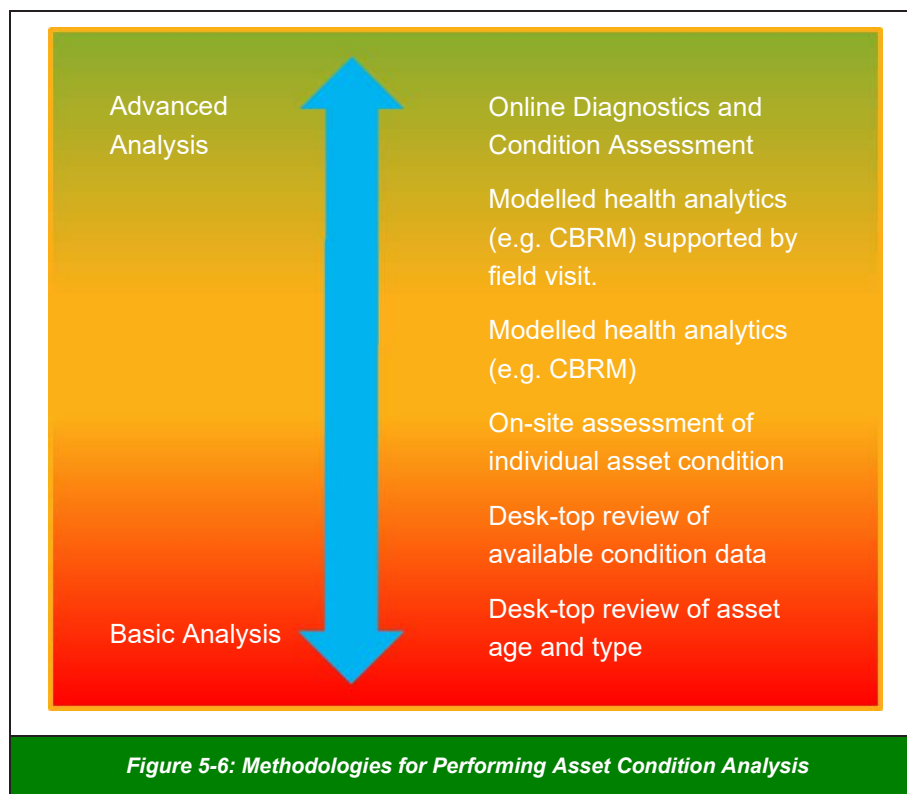 Advanced
Analysis
Online Diagnostics and
Condition Assessment
Modelled health analytics
(e.g. CBRM) supported by
field visit.
Modelled health analytics
(e.g. CBRM)
On-site assessment of
individual asset condition
Desk-top review of
available condition data
Basic Analysis
Desk-top review of asset
age and type
Figure 5-6: Methodologies for Performing Asset Condition Analysis